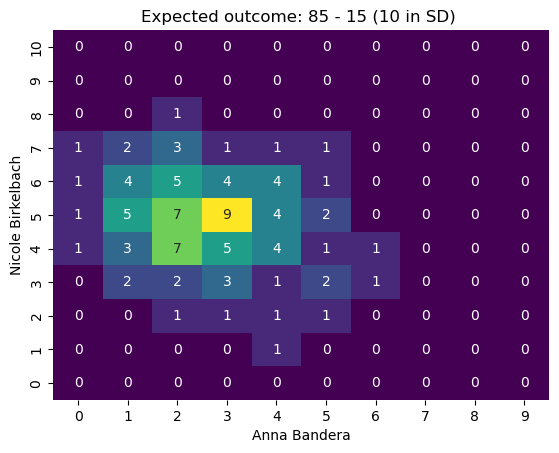 Expected outcome: 85 - 15 (10 in SD)
10 0 0 0 0 0 0 0 0 0 0
9 0 0 0 0 0 0 0 0 0 0
8 0 0 1 0 0 0 0 0 0 0
7 1 2 3 1 1 1 0 0 0 0
6 1 4 5 4 4 1 0 0 0 0
5 1 5 7 9 4 2 0 0 0 0
4 1 3 7 5 4 1 1 0 0 0
3 0 2 2 3 1 2 1 0 0 0
2 0 0 1 1 1 1 0 0 0 0
1 0 0 0 0 1 0 0 0 0 0
0 0 0 0 0 0 0 0 0 0 0
0 1 2 3 4 5 6 7 8 9
Nicole Birkelbach
Anna Bandera